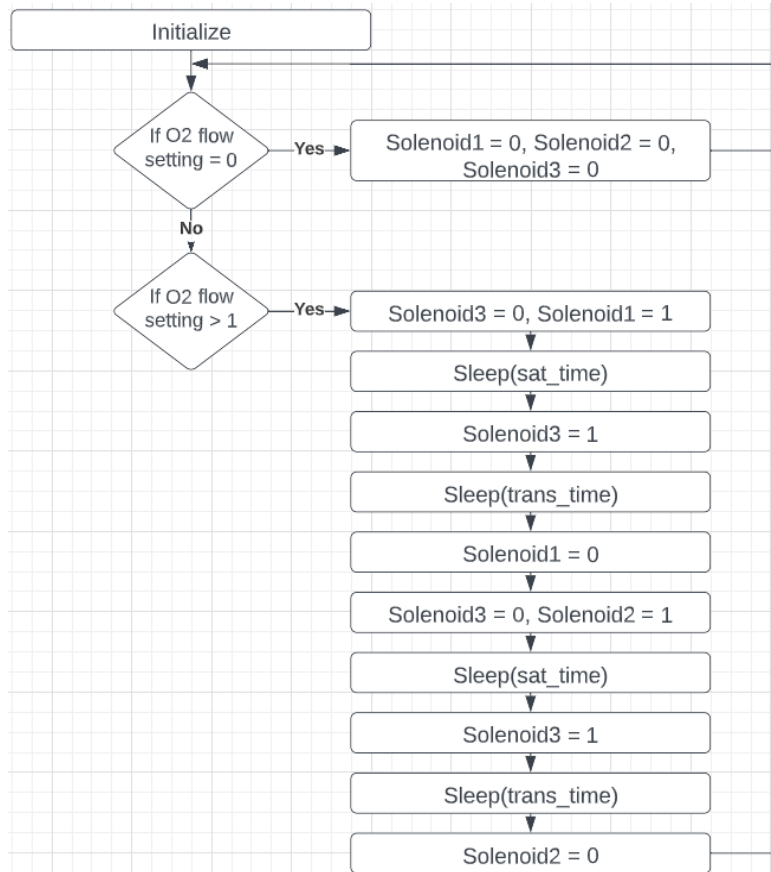 Initialize
If O2 flow
setting = 0
Yes
Solenoid1 = 0, Solenoid2 = 0,
Solenoid3 = 0
No
If O2 flow
setting > 1
Yes
Solenoid3 = 0, Solenoid1 = 1
Sleep(sat_time)
Solenoid3 = 1
Sleep(trans_time)
Solenoid1 = 0
Solenoid3 = 0, Solenoid2 = 1
Sleep(sat_time)
Solenoid3 = 1
Sleep(trans_time)
Solenoid2 = 0